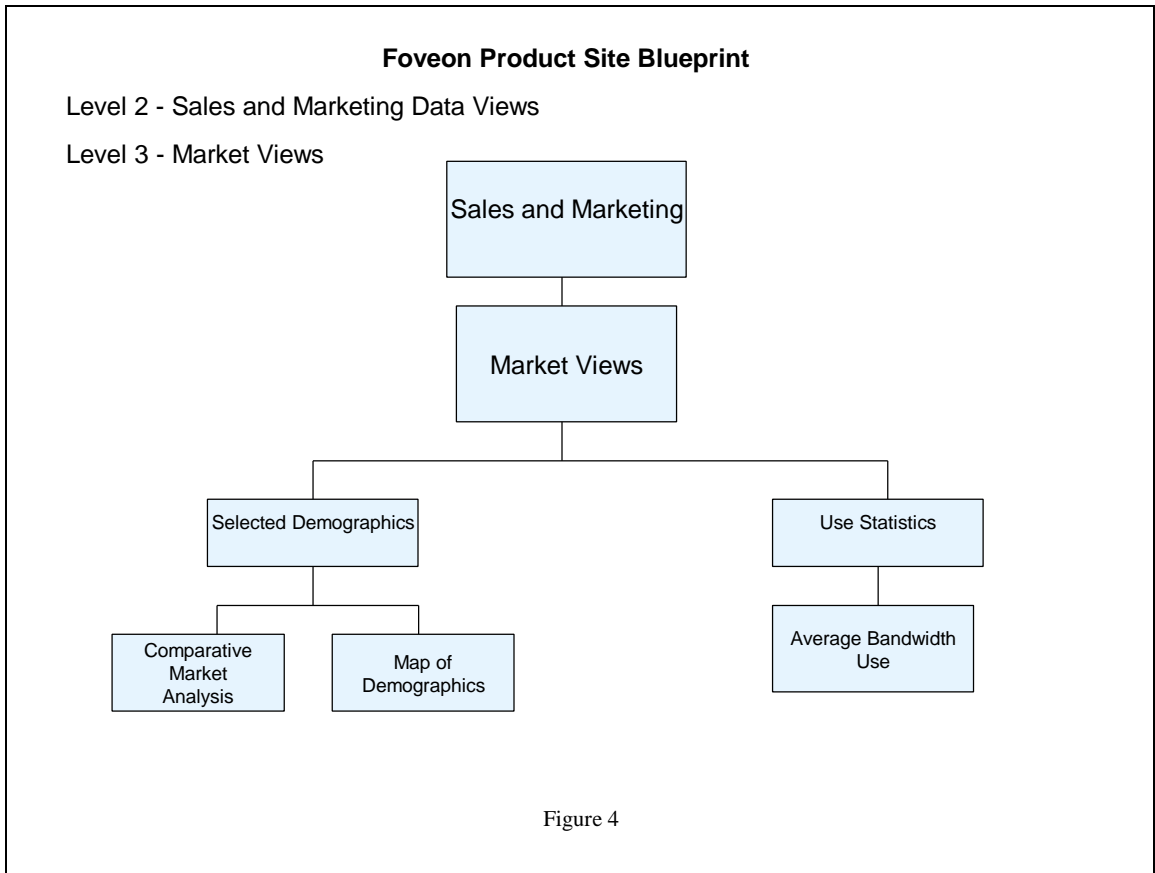 Foveon Product Site Blueprint
Level 2 - Sales and Marketing Data Views
Level 3 - Market Views
Sales and Marketing
Market Views
Selected Demographics
Use Statistics
Comparative
Market
Analysis
Map of
Demographics
Average Bandwidth
Use
Figure 4